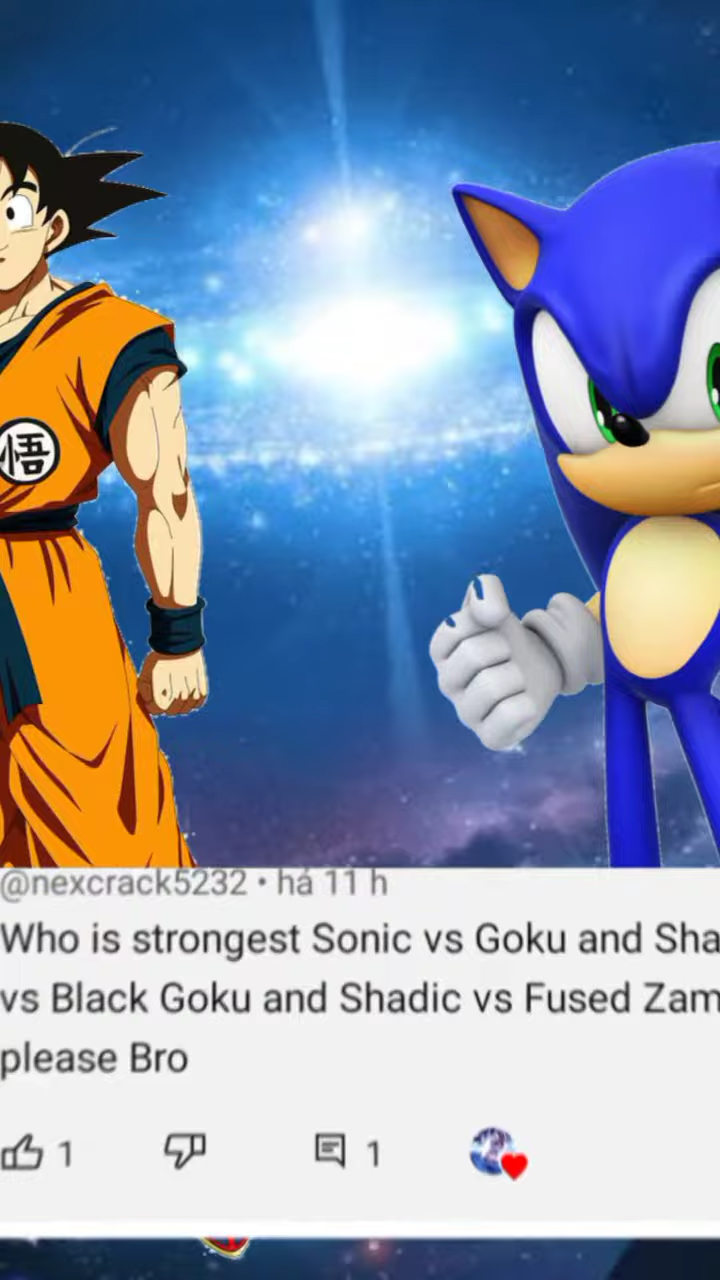 悟
@nexcrack5232 • há 11 h
Who is strongest Sonic vs Goku and Sha
vs Black Goku and Shadic vs Fused Zam
please Bro
1
1